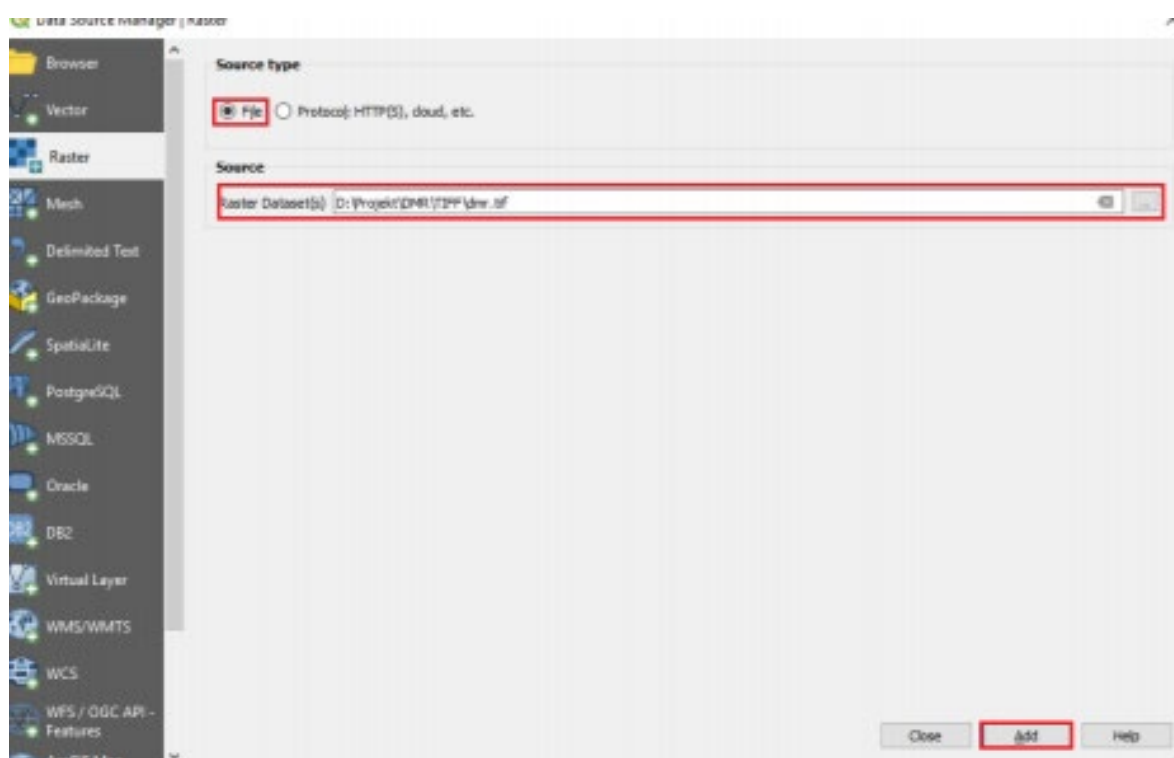 Data Source Manager | Raster
Browser
Vector
Raster
Mesh
Delimited Text
GeoPackage
SpatiaLite
PostgreSQL
MSSQL
Oracle
DB2
Virtual Layer
WMS/WMTS
WCS
WFS / OGC API -
Features
Source type
File Protocol: HTTP(S), cloud, etc.
Source
Raster Dataset(s) D:\Projekt\DMR\TIFF\dmr.tif
...
Close Add Help